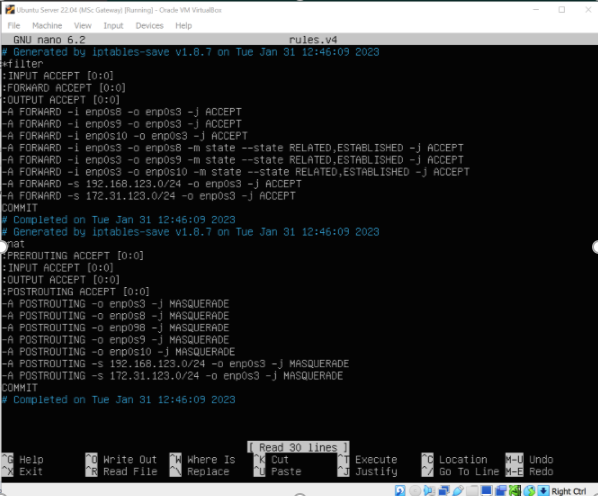 Ubuntu Server 22.04 (MSc Gateway) [Running] - Oracle VM VirtualBox
File Machine View Input Devices Help
GNU nano 6.2 rules.v4
# Generated by iptables-save v1.8.7 on Tue Jan 31 12:46:09 2023
*filter
:INPUT ACCEPT [0:0]
:FORWARD ACCEPT [0:0]
:OUTPUT ACCEPT [0:0]
-A FORWARD -i enp0s8 -o enp0s3 -j ACCEPT
-A FORWARD -i enp0s9 -o enp0s3 -j ACCEPT
-A FORWARD -i enp0s10 -o enp0s3 -j ACCEPT
-A FORWARD -i enp0s3 -o enp0s8 -m state --state RELATED,ESTABLISHED -j ACCEPT
-A FORWARD -i enp0s3 -o enp0s9 -m state --state RELATED,ESTABLISHED -j ACCEPT
-A FORWARD -i enp0s3 -o enp0s10 -m state --state RELATED,ESTABLISHED -j ACCEPT
-A FORWARD -s 192.168.123.0/24 -o enp0s3 -j ACCEPT
-A FORWARD -s 172.31.123.0/24 -o enp0s3 -j ACCEPT
COMMIT
# Completed on Tue Jan 31 12:46:09 2023
# Generated by iptables-save v1.8.7 on Tue Jan 31 12:46:09 2023
*nat
:PREROUTING ACCEPT [0:0]
:INPUT ACCEPT [0:0]
:OUTPUT ACCEPT [0:0]
:POSTROUTING ACCEPT [0:0]
-A POSTROUTING -o enp0s3 -j MASQUERADE
-A POSTROUTING -o enp0s8 -j MASQUERADE
-A POSTROUTING -o enp098 -j MASQUERADE
-A POSTROUTING -o enp0s9 -j MASQUERADE
-A POSTROUTING -o enp0s10 -j MASQUERADE
-A POSTROUTING -s 192.168.123.0/24 -o enp0s3 -j MASQUERADE
-A POSTROUTING -s 172.31.123.0/24 -o enp0s3 -j MASQUERADE
COMMIT
# Completed on Tue Jan 31 12:46:09 2023
[ Read 30 lines ]
^G Help ^O Write Out ^W Where Is ^K Cut ^T Execute ^C Location M-U Undo
^X Exit ^R Read File ^\ Replace ^U Paste ^J Justify ^/ Go To Line M-E Redo
Right Ctrl